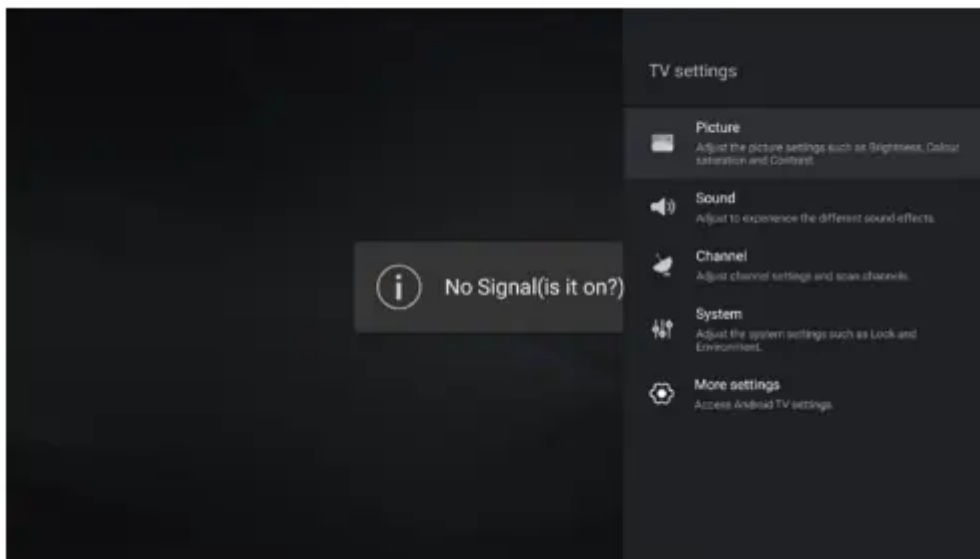 TV settings
Picture
Adjust the picture settings such as Brightness, Colour
saturation and Contrast.
Sound
Adjust to experience the different sound effects.
Channel
Adjust channel settings and scan channels.
No Signal(is it on?)
System
Adjust the system settings such as Lock and
Environment.
More settings
Access Android TV settings.